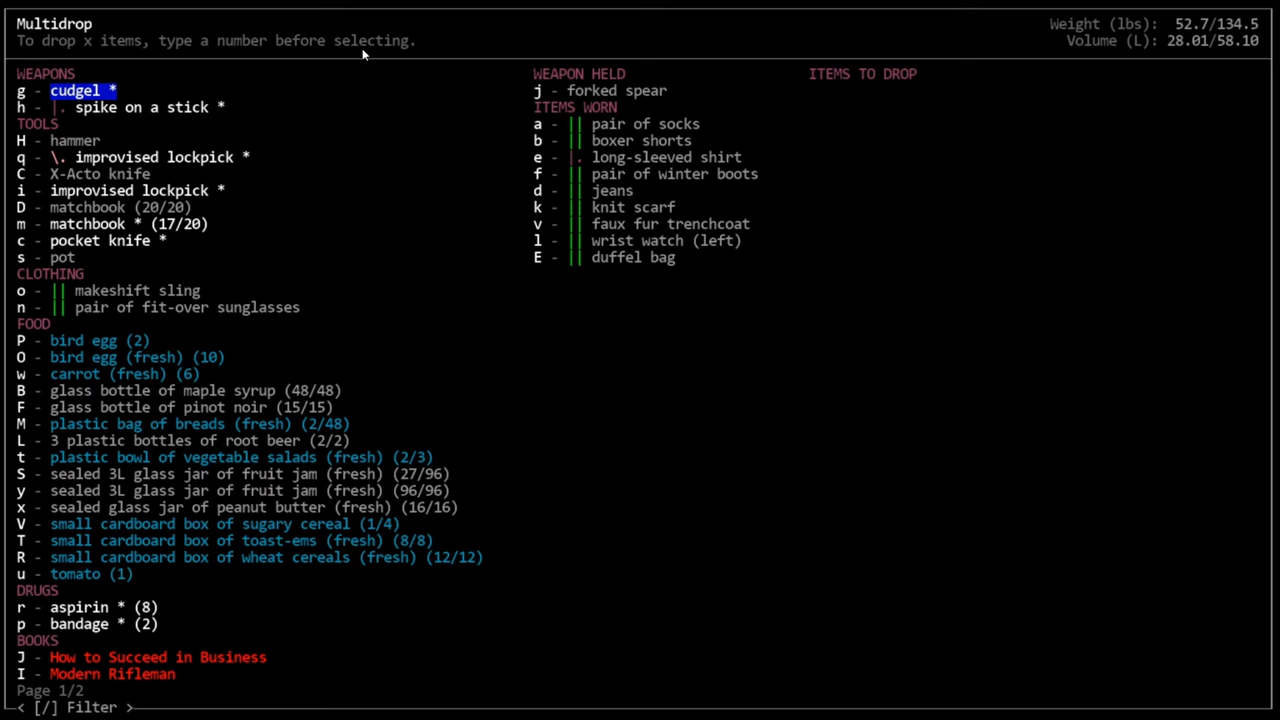 Multidrop
Weight (lbs): 52.7/134.5
To drop x items, type a number before selecting.
Volume (L): 28.01/58.10
WEAPONS
g - cudgel *
h - |. spike on a stick *
TOOLS
H - hammer
q - \. improvised lockpick *
C - X-Acto knife
i - improvised lockpick *
D - matchbook (20/20)
m - matchbook * (17/20)
c - pocket knife *
s - pot
CLOTHING
o - || makeshift sling
n - || pair of fit-over sunglasses
FOOD
P - bird egg (2)
O - bird egg (fresh) (10)
w - carrot (fresh) (6)
B - glass bottle of maple syrup (48/48)
F - glass bottle of pinot noir (15/15)
M - plastic bag of breads (fresh) (2/48)
L - 3 plastic bottles of root beer (2/2)
t - plastic bowl of vegetable salads (fresh) (2/3)
S - sealed 3L glass jar of fruit jam (fresh) (27/96)
y - sealed 3L glass jar of fruit jam (fresh) (96/96)
x - sealed glass jar of peanut butter (fresh) (16/16)
V - small cardboard box of sugary cereal (1/4)
T - small cardboard box of toast-ems (fresh) (8/8)
R - small cardboard box of wheat cereals (fresh) (12/12)
u - tomato (1)
DRUGS
r - aspirin * (8)
p - bandage * (2)
BOOKS
J - How to Succeed in Business
I - Modern Rifleman
Page 1/2
< [/] Filter >
WEAPON HELD
j - forked spear
ITEMS WORN
a - || pair of socks
b - || boxer shorts
e - |. long-sleeved shirt
f - || pair of winter boots
d - || jeans
k - || knit scarf
v - || faux fur trenchcoat
l - || wrist watch (left)
E - || duffel bag
ITEMS TO DROP